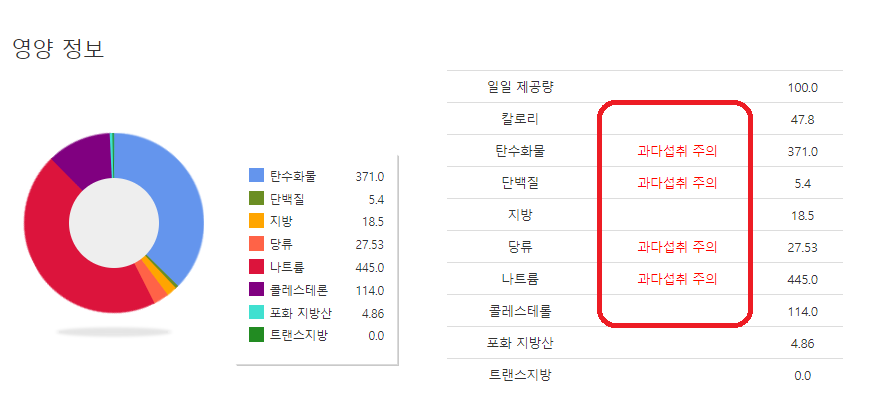 영양 정보
탄수화물 371.0
단백질 5.4
지방 18.5
당류 27.53
나트륨 445.0
콜레스테론 114.0
포화 지방산 4.86
트랜스지방 0.0
일일 제공량 100.0
칼로리 47.8
탄수화물 과다섭취 주의 371.0
단백질 과다섭취 주의 5.4
지방 18.5
당류 과다섭취 주의 27.53
나트륨 과다섭취 주의 445.0
콜레스테롤 114.0
포화 지방산 4.86
트랜스지방 0.0